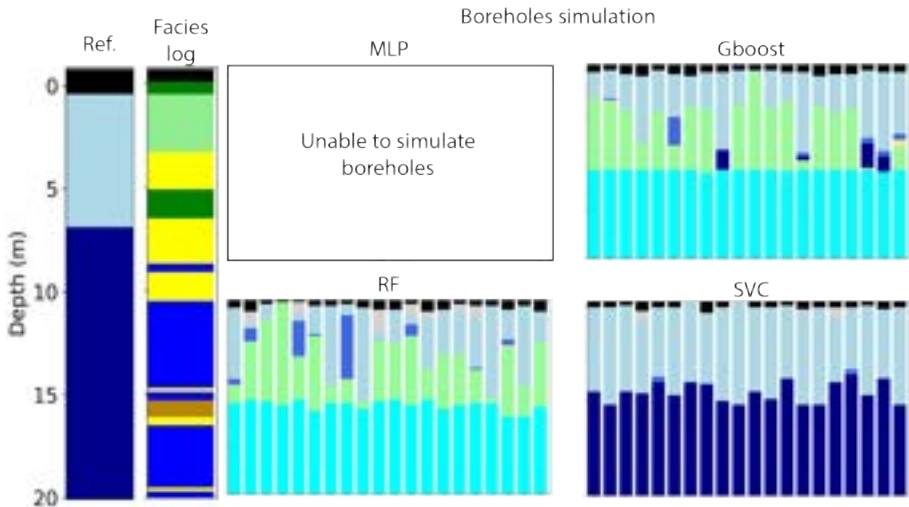 Boreholes simulation
Ref.
Facies
log
MLP
Gboost
Unable to simulate
boreholes
RF
SVC
Depth (m)
0
5
10
15
20